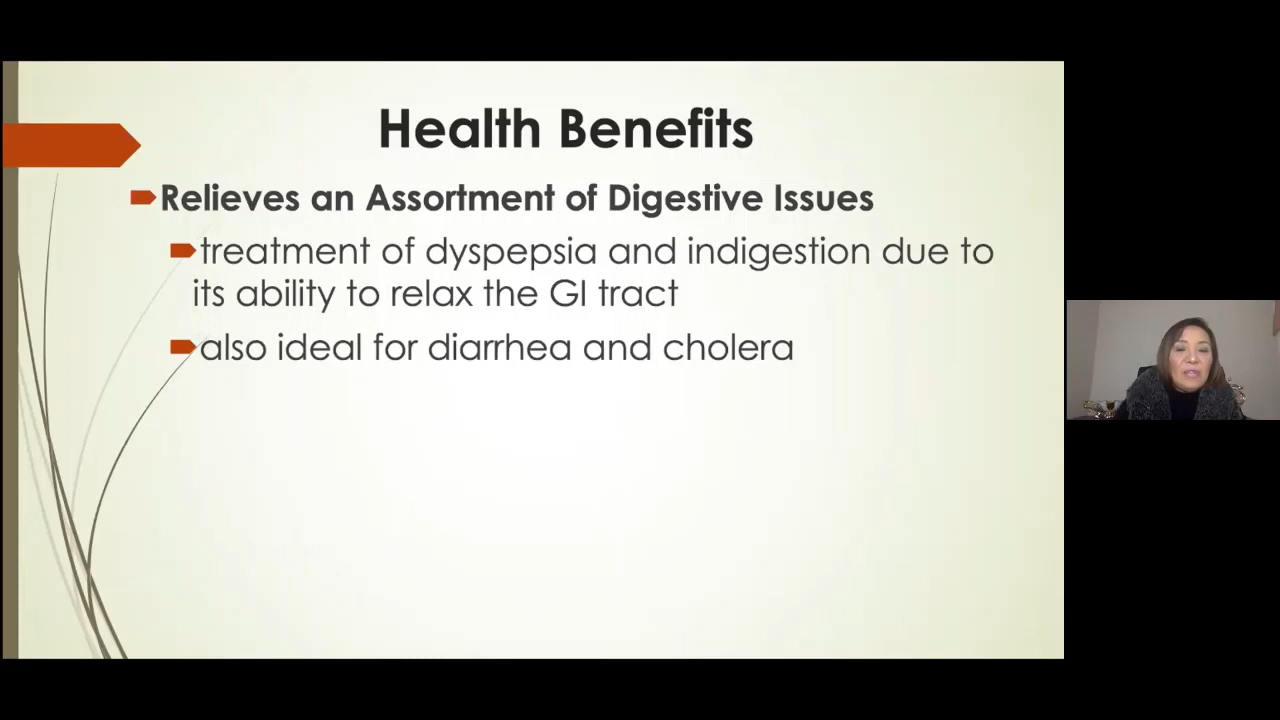 Health Benefits
Relieves an Assortment of Digestive Issues
treatment of dyspepsia and indigestion due to
its ability to relax the GI tract
also ideal for diarrhea and cholera